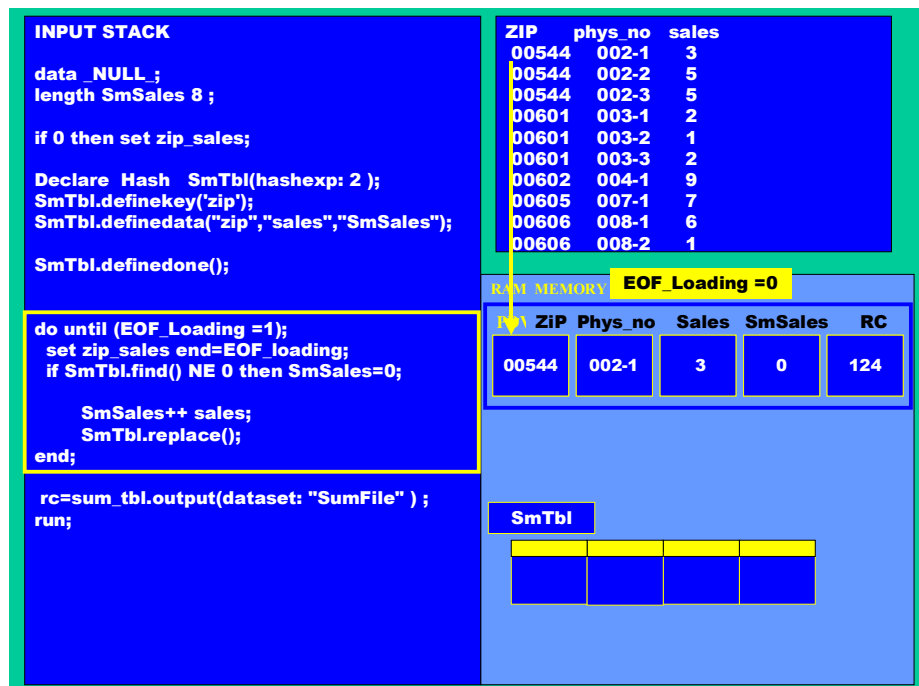 INPUT STACK
data _NULL_;
length SmSales 8 ;
if 0 then set zip_sales;
Declare Hash SmTbl(hashexp: 2 );
SmTbl.definekey('zip');
SmTbl.definedata("zip","sales","SmSales");
SmTbl.definedone();
do until (EOF_Loading =1);
set zip_sales end=EOF_loading;
if SmTbl.find() NE 0 then SmSales=0;
SmSales++ sales;
SmTbl.replace();
end;
rc=sum_tbl.output(dataset: "SumFile" ) ;
run;
ZIP phys_no sales
00544 002-1 3
00544 002-2 5
00544 002-3 5
00601 003-1 2
00601 003-2 1
00601 003-3 2
00602 004-1 9
00605 007-1 7
00606 008-1 6
00606 008-2 1
RAM MEMORY EOF_Loading =0
ZiP Phys_no Sales SmSales RC
00544 002-1 3 0 124
SmTbl